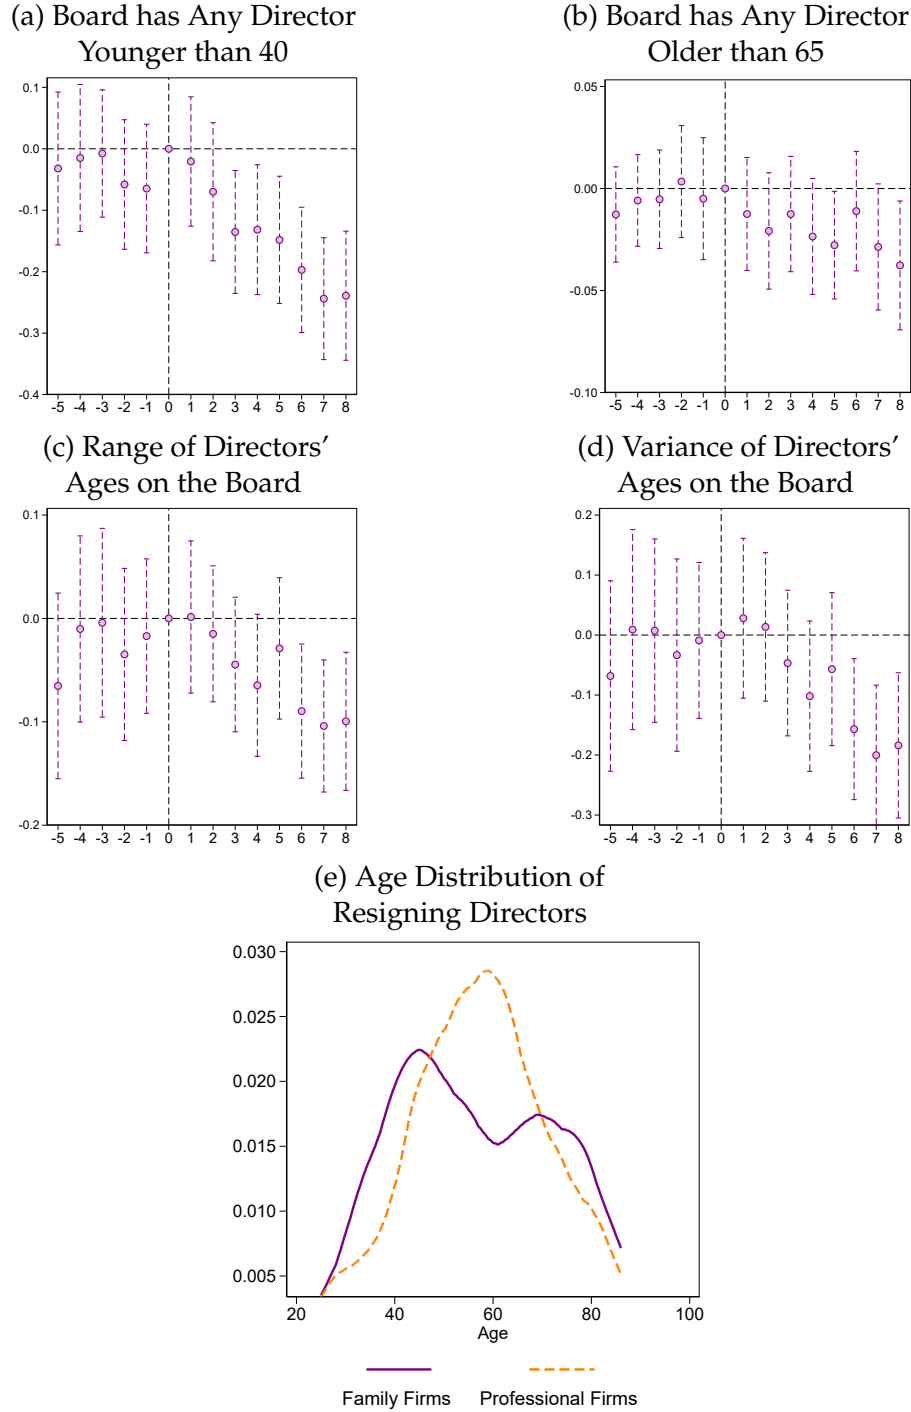 (a) Board has Any Director
Younger than 40
0.1
0.0
-0.1
-0.2
-0.3
-0.4
-5 -4 -3 -2 -1 0 1 2 3 4 5 6 7 8
(b) Board has Any Director
Older than 65
0.05
0.00
-0.05
-0.10
-5 -4 -3 -2 -1 0 1 2 3 4 5 6 7 8
(c) Range of Directors’
Ages on the Board
0.1
0.0
-0.1
-0.2
-5 -4 -3 -2 -1 0 1 2 3 4 5 6 7 8
(d) Variance of Directors’
Ages on the Board
0.2
0.1
0.0
-0.1
-0.2
-0.3
-5 -4 -3 -2 -1 0 1 2 3 4 5 6 7 8
(e) Age Distribution of
Resigning Directors
0.030
0.025
0.020
0.015
0.010
0.005
20 40 60 80 100
Age
Family Firms Professional Firms